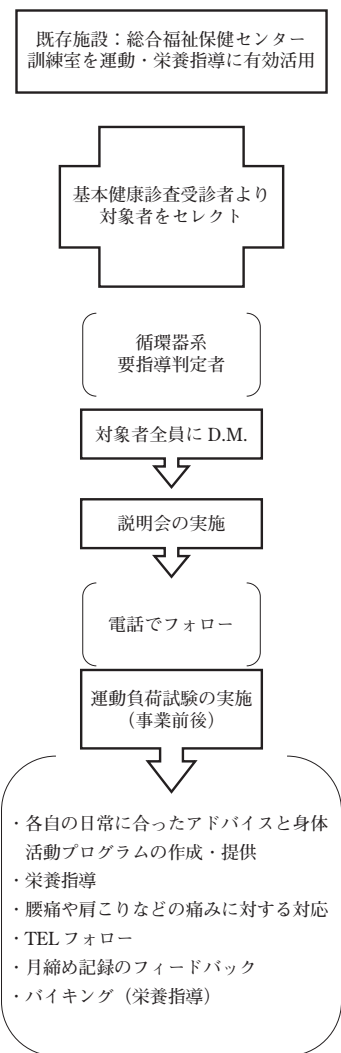 既存施設：総合福祉保健センター
訓練室を運動・栄養指導に有効活用
基本健康診査受診者より
対象者をセレクト
循環器系
要指導判定者
対象者全員に D.M.
説明会の実施
電話でフォロー
運動負荷試験の実施
（事業前後）
・各自の日常に合ったアドバイスと身体
活動プログラムの作成・提供
・栄養指導
・腰痛や肩こりなどの痛みに対する対応
・TEL フォロー
・月締め記録のフィードバック
・バイキング（栄養指導）